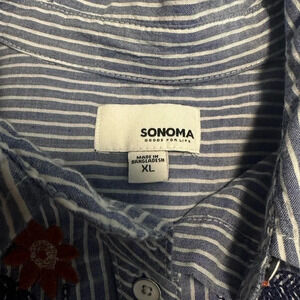 SONOMA
GOODS FOR LIFE
MADE IN
BANGLADESH
XL